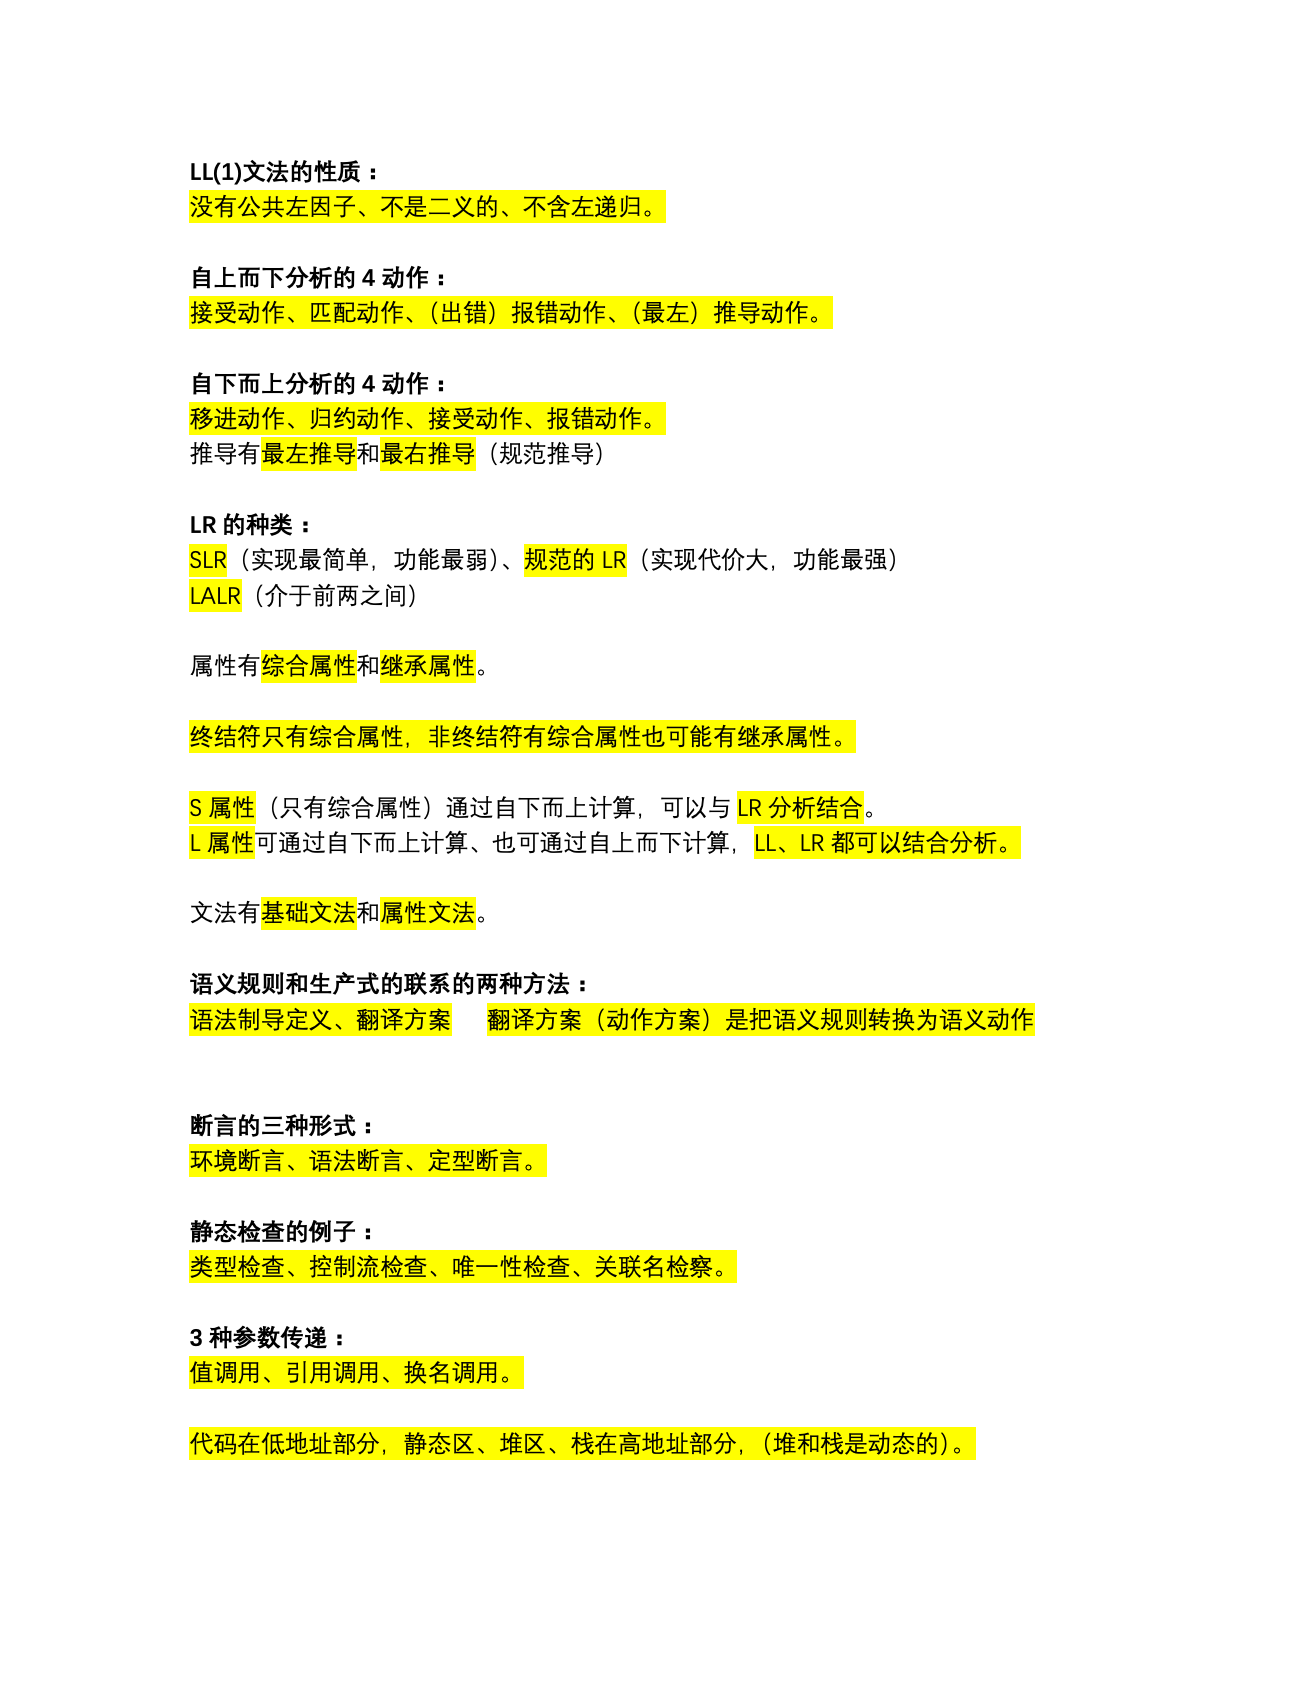 LL(1)文法的性质：
没有公共左因子、不是二义的、不含左递归。
自上而下分析的 4 动作：
接受动作、匹配动作、（出错）报错动作、（最左）推导动作。
自下而上分析的 4 动作：
移进动作、归约动作、接受动作、报错动作。
推导有最左推导和最右推导（规范推导）
LR 的种类：
SLR（实现最简单，功能最弱）、规范的 LR（实现代价大，功能最强）
LALR（介于前两之间）
属性有综合属性和继承属性。
终结符只有综合属性，非终结符有综合属性也可能有继承属性。
S 属性（只有综合属性）通过自下而上计算，可以与 LR 分析结合。
L 属性可通过自下而上计算、也可通过自上而下计算，LL、LR 都可以结合分析。
文法有基础文法和属性文法。
语义规则和生产式的联系的两种方法：
语法制导定义、翻译方案 翻译方案（动作方案）是把语义规则转换为语义动作
断言的三种形式：
环境断言、语法断言、定型断言。
静态检查的例子：
类型检查、控制流检查、唯一性检查、关联名检察。
3 种参数传递：
值调用、引用调用、换名调用。
代码在低地址部分，静态区、堆区、栈在高地址部分，（堆和栈是动态的）。